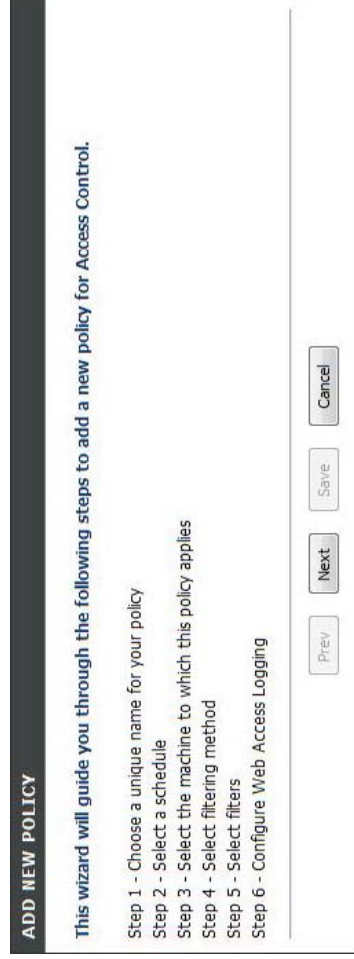 ADD NEW POLICY
This wizard will guide you through the following steps to add a new policy for Access Control.
Step 1 - Choose a unique name for your policy
Step 2 - Select a schedule
Step 3 - Select the machine to which this policy applies
Step 4 - Select filtering method
Step 5 - Select filters
Step 6 - Configure Web Access Logging
Prev Next Save Cancel